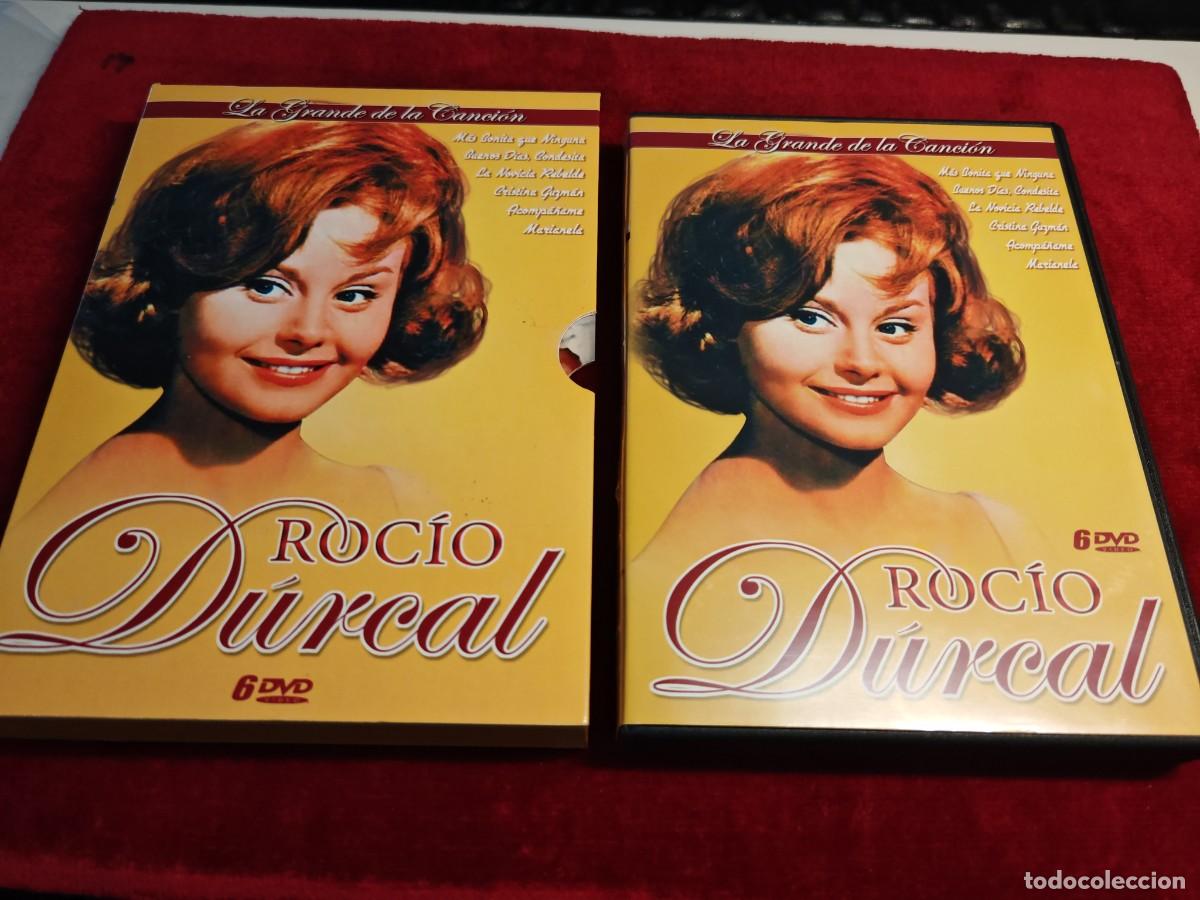 La Grande de la Canción
Más Bonita que Ninguna
Buenos Días, Condesita
La Novicia Rebelde
Cristina Guzmán
Acompáñame
Marianela
ROCÍO
Dúrcal
6 DVD
VIDEO
La Grande de la Canción
Más Bonita que Ninguna
Buenos Días, Condesita
La Novicia Rebelde
Cristina Guzmán
Acompáñame
Marianela
6 DVD
VIDEO
ROCÍO
Dúrcal
todocoleccion